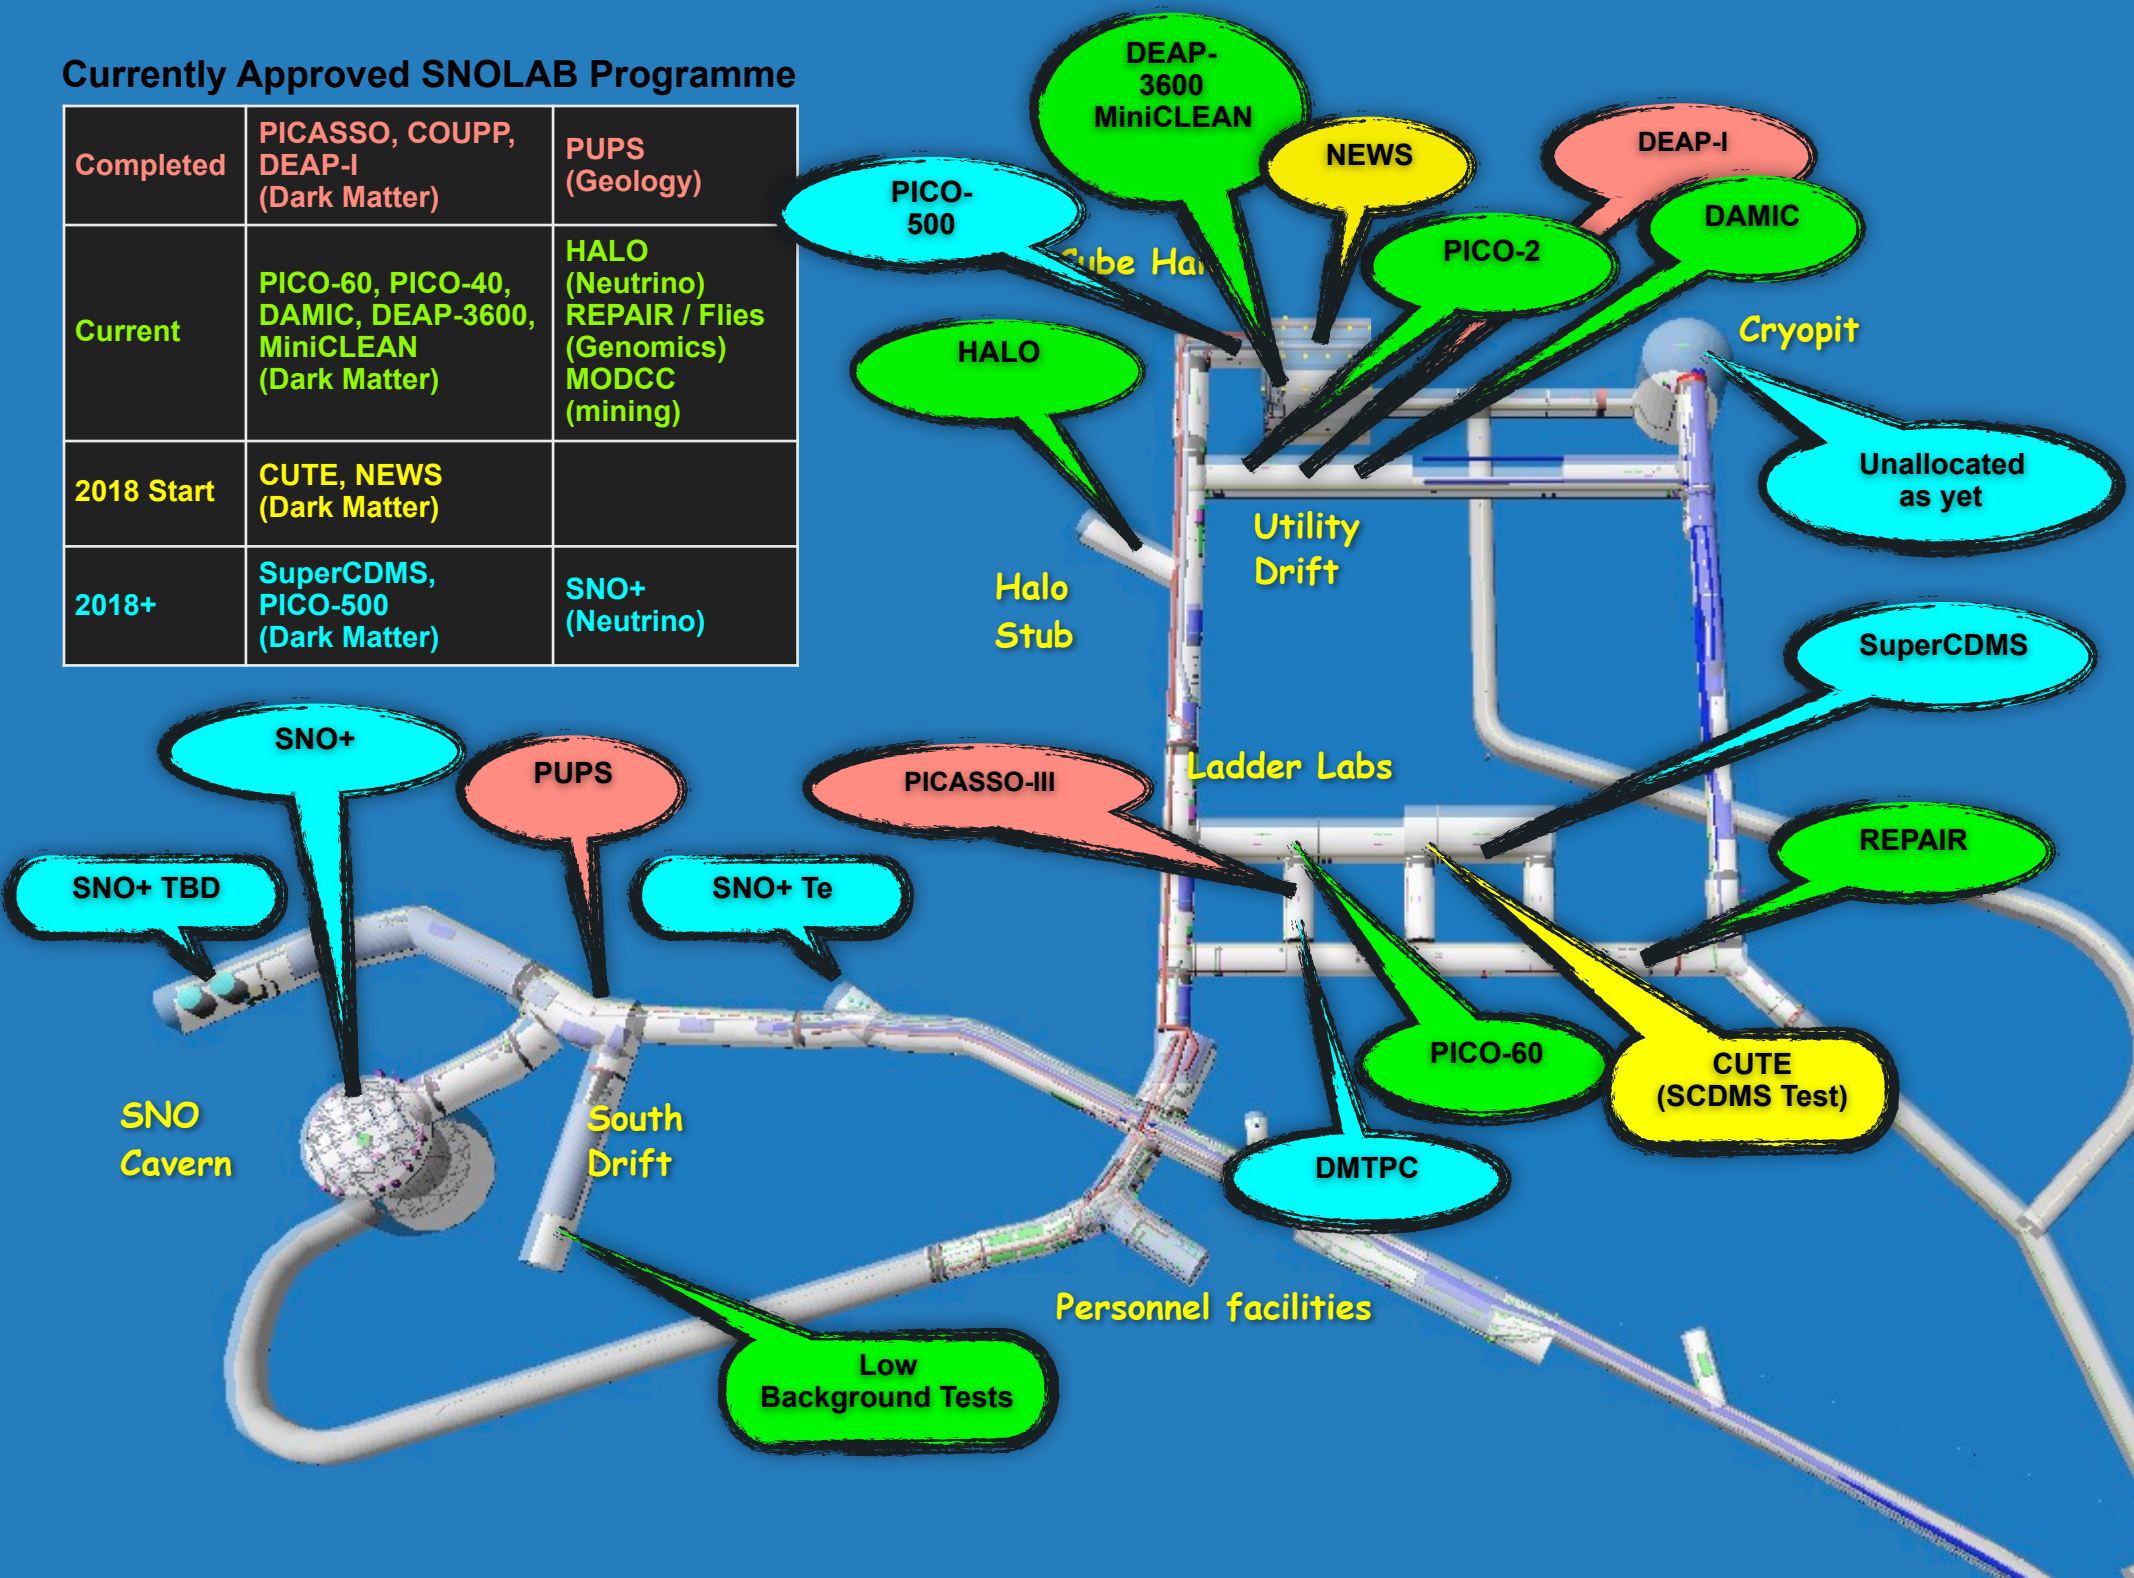 Currently Approved SNOLAB Programme
Completed
PICASSO, COUPP,
DEAP-I
(Dark Matter)
PUPS
(Geology)
Current
PICO-60, PICO-40,
DAMIC, DEAP-3600,
MiniCLEAN
(Dark Matter)
HALO
(Neutrino)
REPAIR / Flies
(Genomics)
MODCC
(mining)
2018 Start
CUTE, NEWS
(Dark Matter)
2018+
SuperCDMS,
PICO-500
(Dark Matter)
SNO+
(Neutrino)
DEAP-
3600
MiniCLEAN
NEWS
DEAP-I
PICO-
500
DAMIC
PICO-2
HALO
Cryopit
Unallocated
as yet
Utility
Drift
Halo
Stub
SuperCDMS
SNO+
PUPS
PICASSO-III
Ladder Labs
REPAIR
SNO+ TBD
SNO+ Te
PICO-60
CUTE
(SCDMS Test)
SNO
Cavern
South
Drift
DMTPC
Personnel facilities
Low
Background Tests